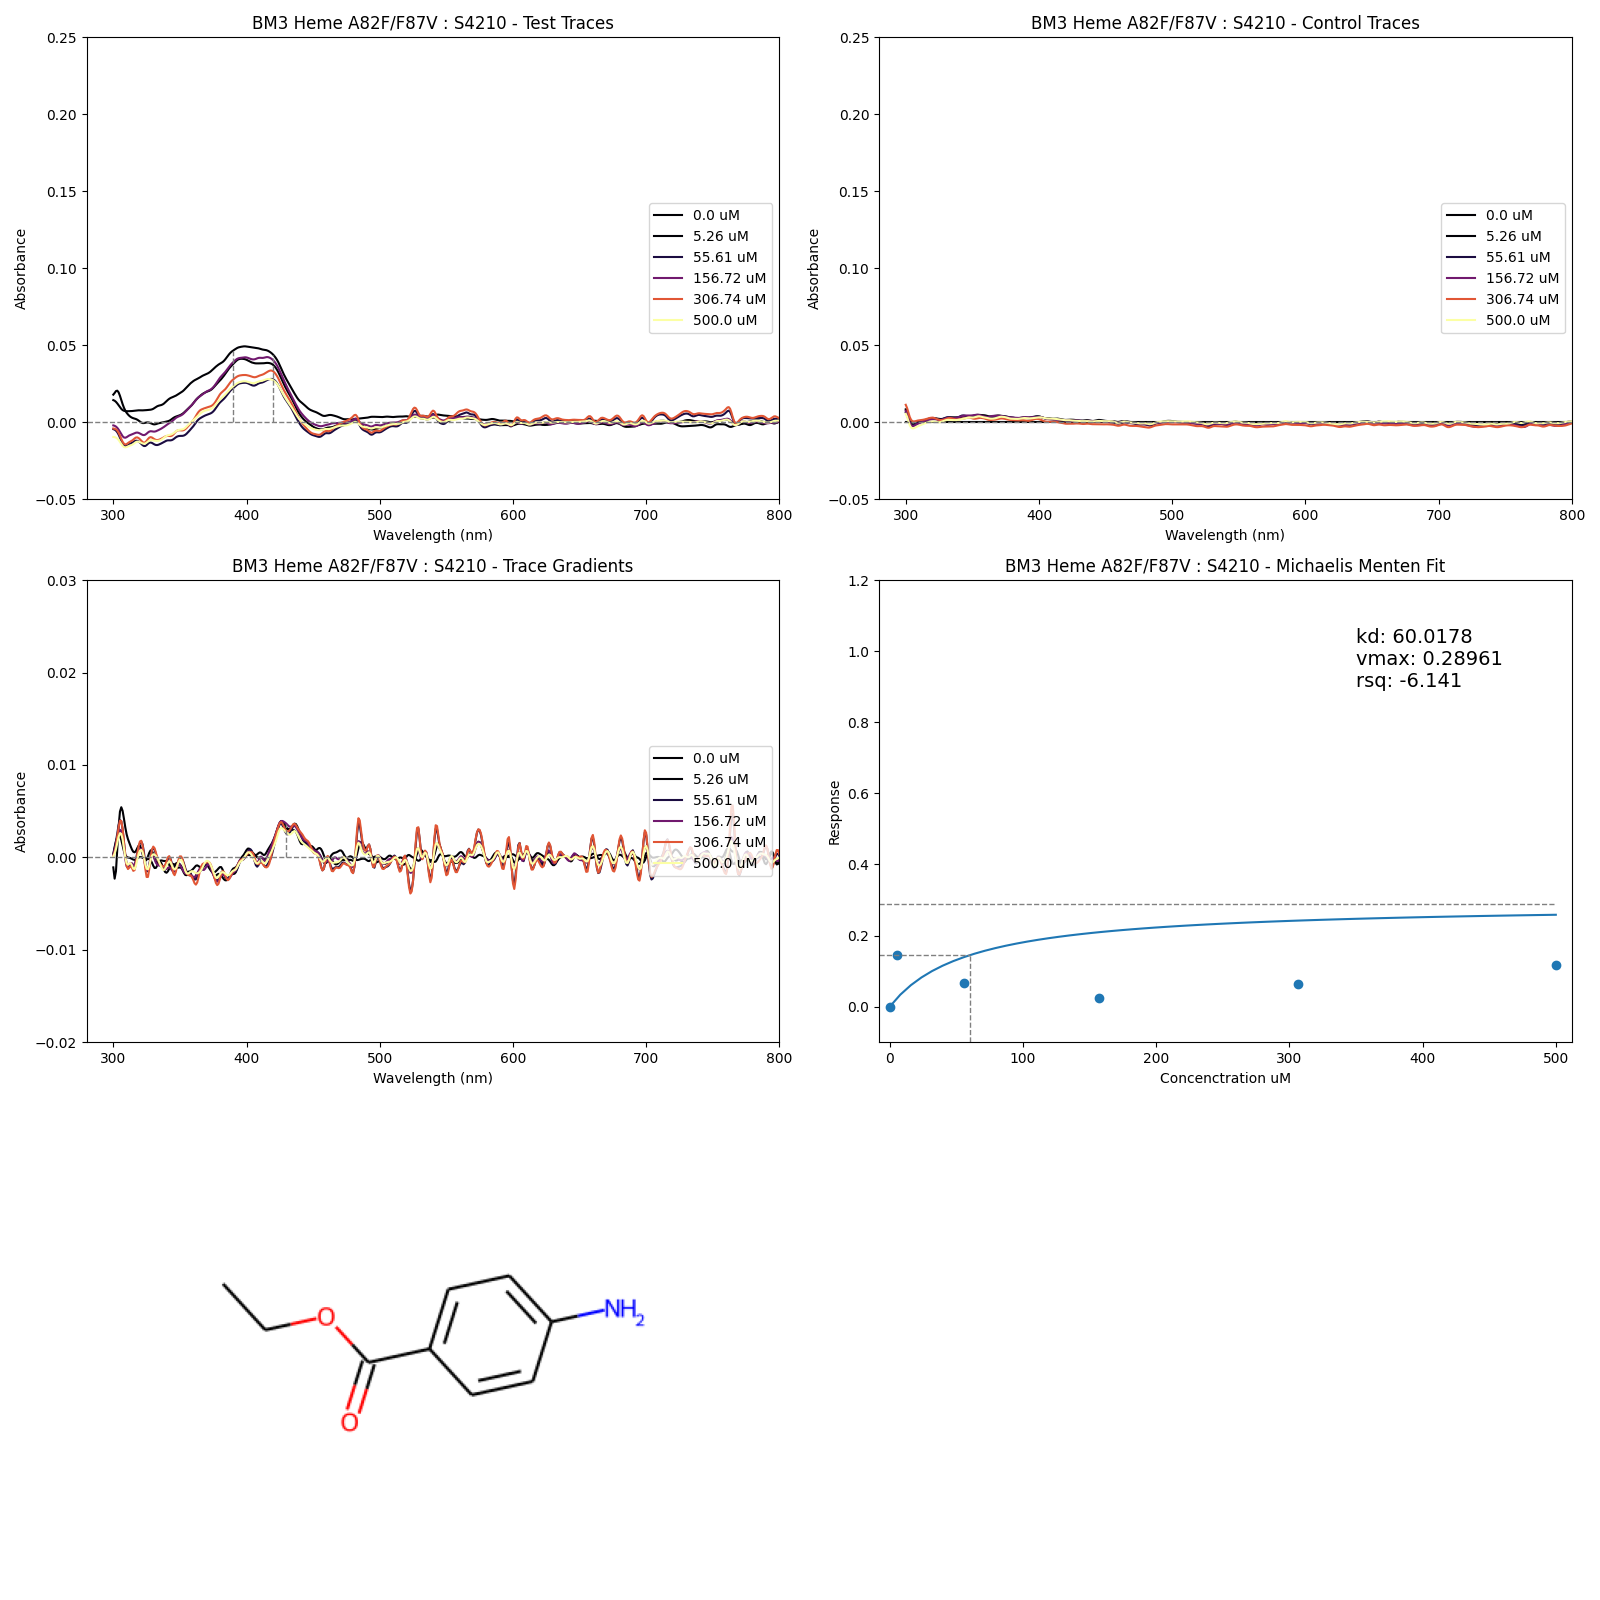 BM3 Heme A82F/F87V : S4210 - Test Traces
0.25
0.20
0.15
0.10
0.05
0.00
−0.05
Absorbance
300 400 500 600 700 800
Wavelength (nm)
0.0 uM
5.26 uM
55.61 uM
156.72 uM
306.74 uM
500.0 uM
BM3 Heme A82F/F87V : S4210 - Control Traces
0.25
0.20
0.15
0.10
0.05
0.00
−0.05
Absorbance
300 400 500 600 700 800
Wavelength (nm)
0.0 uM
5.26 uM
55.61 uM
156.72 uM
306.74 uM
500.0 uM
BM3 Heme A82F/F87V : S4210 - Trace Gradients
0.03
0.02
0.01
0.00
−0.01
−0.02
Absorbance
300 400 500 600 700 800
Wavelength (nm)
0.0 uM
5.26 uM
55.61 uM
156.72 uM
306.74 uM
500.0 uM
BM3 Heme A82F/F87V : S4210 - Michaelis Menten Fit
1.2
1.0
0.8
0.6
0.4
0.2
0.0
Response
0 100 200 300 400 500
Concenctration uM
kd: 60.0178
vmax: 0.28961
rsq: -6.141
O
NH2
O